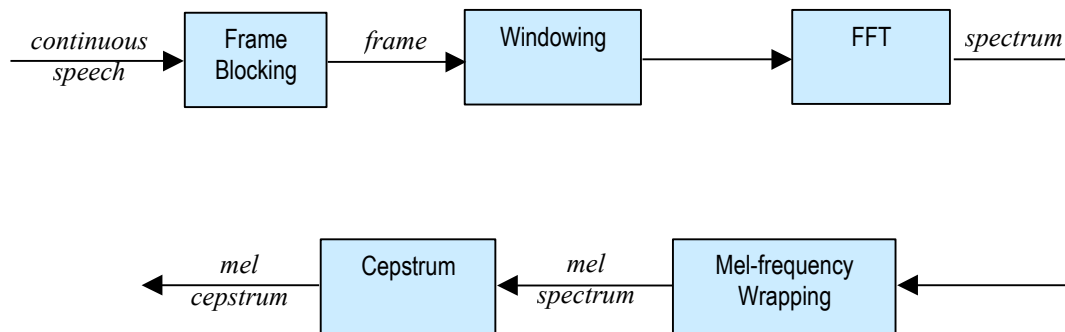 continuous
speech
Frame
Blocking
frame
Windowing
FFT
spectrum
mel
cepstrum
Cepstrum
mel
spectrum
Mel-frequency
Wrapping